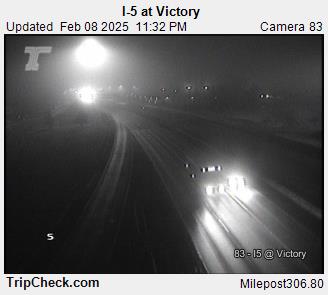 I-5 at Victory
Updated  Feb 08 2025  11:32 PM  Camera 83
T
S
83 - I5 @ Victory
TripCheck.com  Milepost306.80